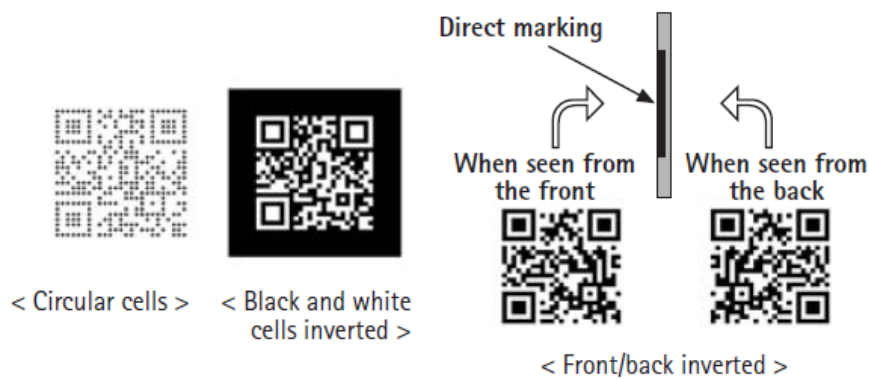 Direct marking
When seen from
the front
When seen from
the back
< Circular cells >
< Black and white
cells inverted >
< Front/back inverted >